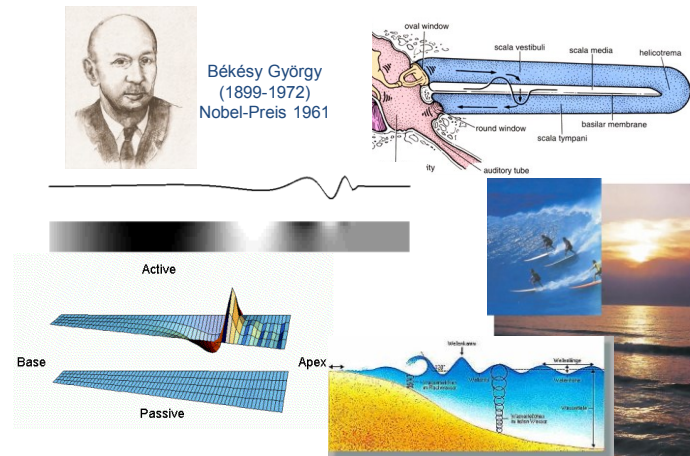 Békésy György
(1899-1972)
Nobel-Preis 1961
oval window
scala vestibuli
scala media
helicotrema
round window
basilar membrane
scala tympani
ity
auditory tube
Active
Base
Apex
Passive
Wellenkamm
Wellenlänge
120°